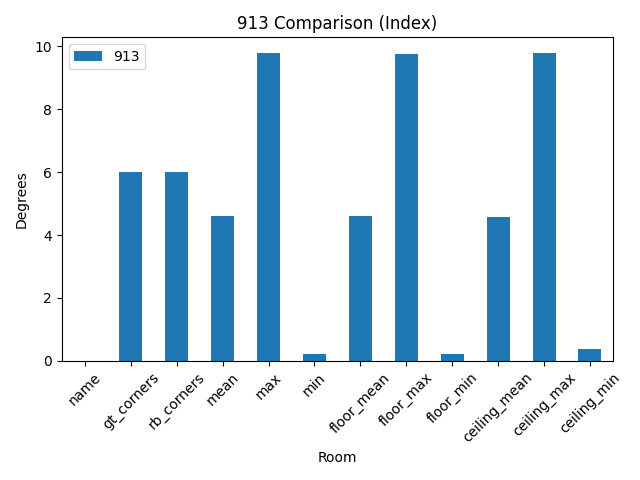 913 Comparison (Index)
913
Degrees
10
8
6
4
2
0
name
gt_corners
rb_corners
mean
max
min
floor_mean
floor_max
floor_min
ceiling_mean
ceiling_max
ceiling_min
Room